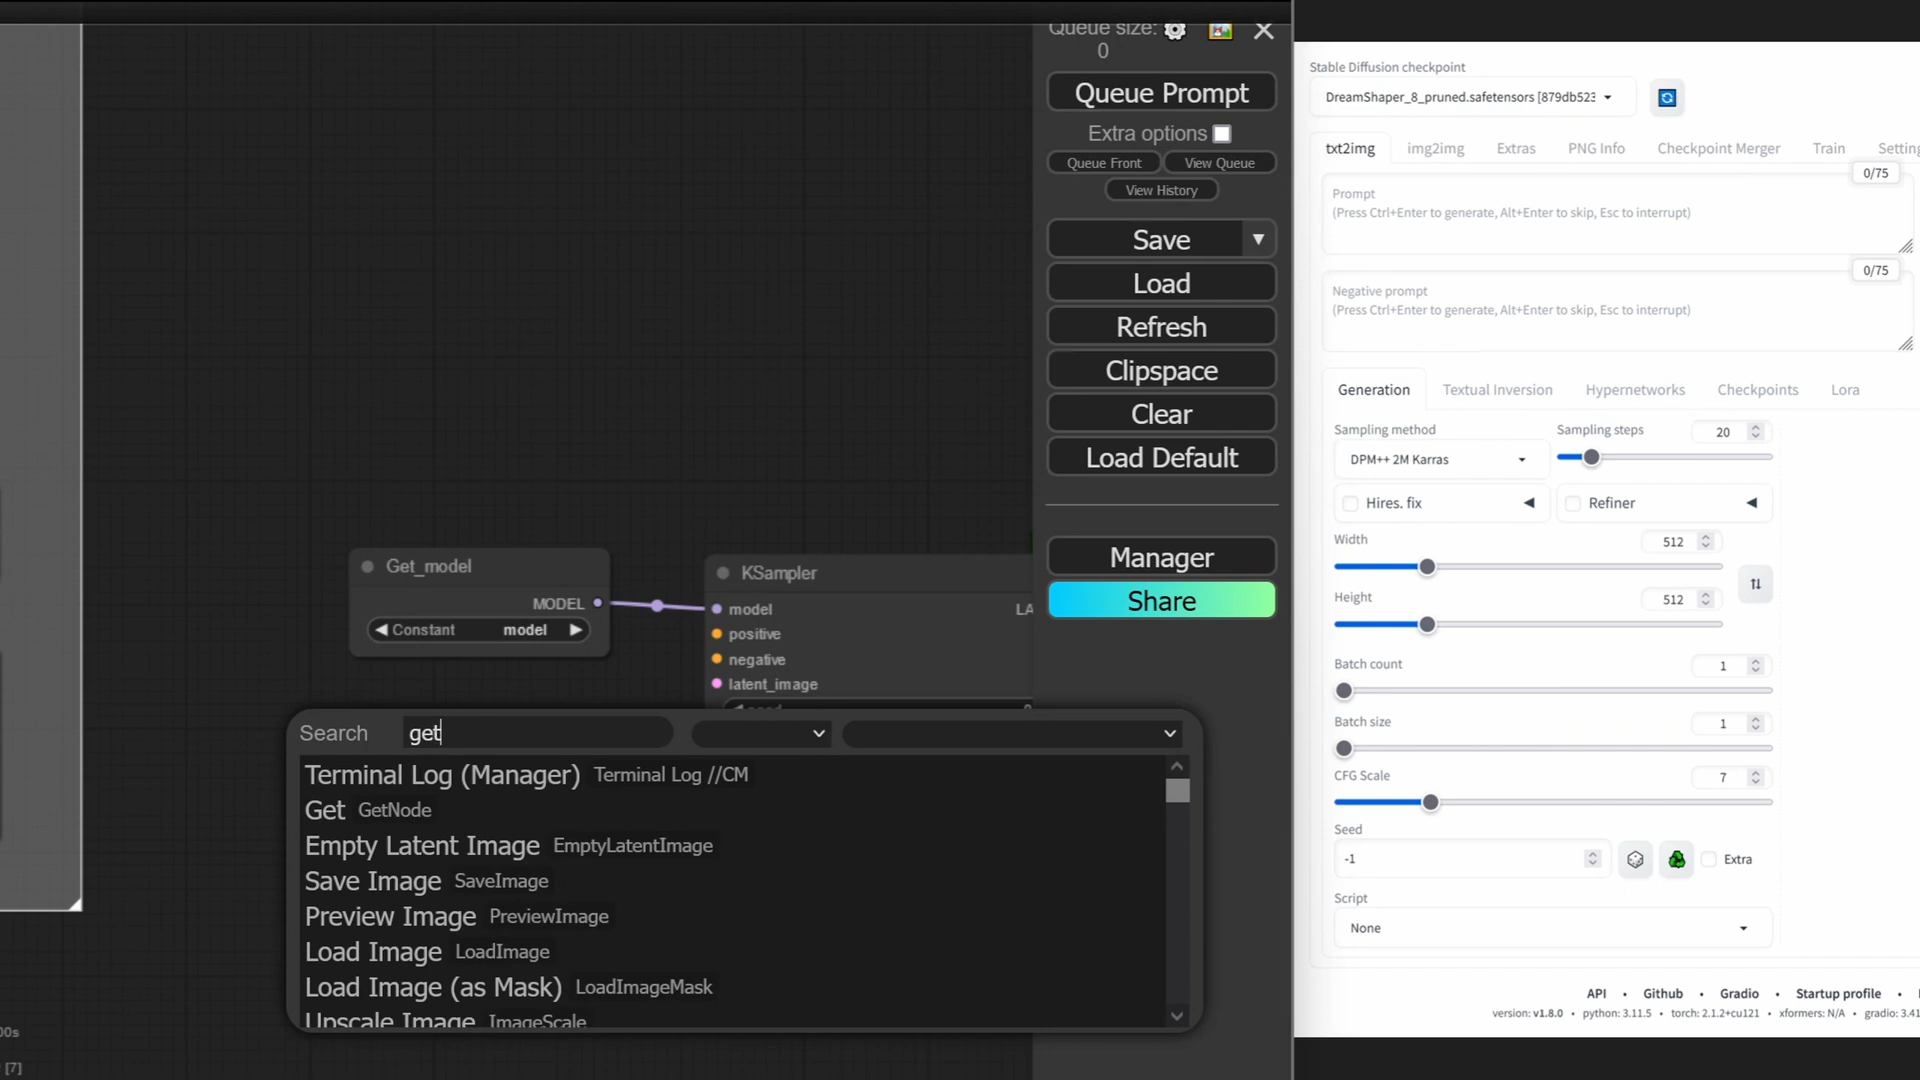 Queue size:
0
Queue Prompt
Extra options
Queue Front View Queue
View History
Save ▼
Load
Refresh
Clipspace
Clear
Load Default
Manager
Share
Get_model
MODEL
Constant model
KSampler
model LA
positive
negative
latent_image
Search get
Terminal Log (Manager) Terminal Log //CM
Get GetNode
Empty Latent Image EmptyLatentImage
Save Image SaveImage
Preview Image PreviewImage
Load Image LoadImage
Load Image (as Mask) LoadImageMask
Upscale Image ImageScale
00s
[7]
Stable Diffusion checkpoint
DreamShaper_8_pruned.safetensors [879db523
txt2img img2img Extras PNG Info Checkpoint Merger Train Setting
0/75
Prompt
(Press Ctrl+Enter to generate, Alt+Enter to skip, Esc to interrupt)
0/75
Negative prompt
(Press Ctrl+Enter to generate, Alt+Enter to skip, Esc to interrupt)
Generation Textual Inversion Hypernetworks Checkpoints Lora
Sampling method Sampling steps 20
DPM++ 2M Karras
Hires. fix Refiner
Width 512
Height 512
Batch count 1
Batch size 1
CFG Scale 7
Seed
-1 Extra
Script
None
API • Github • Gradio • Startup profile •
version: v1.8.0 • python: 3.11.5 • torch: 2.1.2+cu121 • xformers: N/A • gradio: 3.41